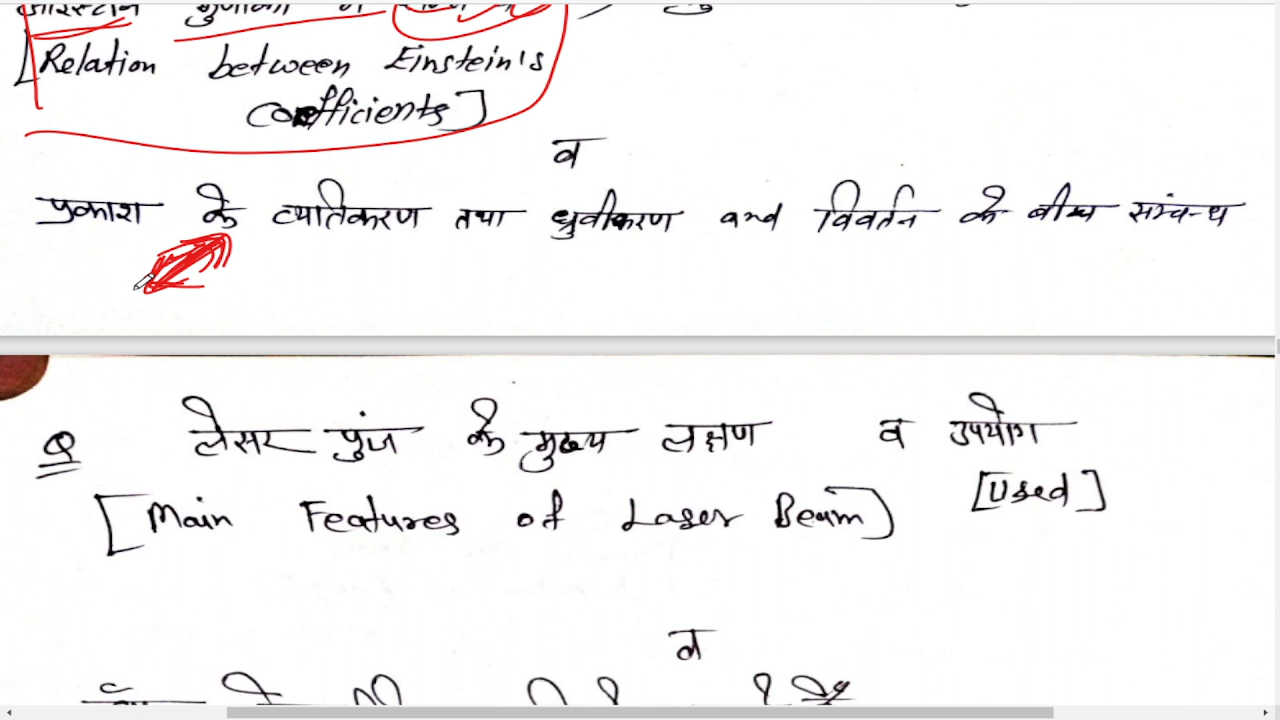 [Relation between Einstein's
Coefficients]
व
प्रकाश के व्यतिकरण तथा ध्रुवीकरण and विवर्तन के बीच संबन्ध
Q लेसर पुंज के मुख्य लक्षण व उपयोग
[Main Features of Laser Beam] [Used]
व